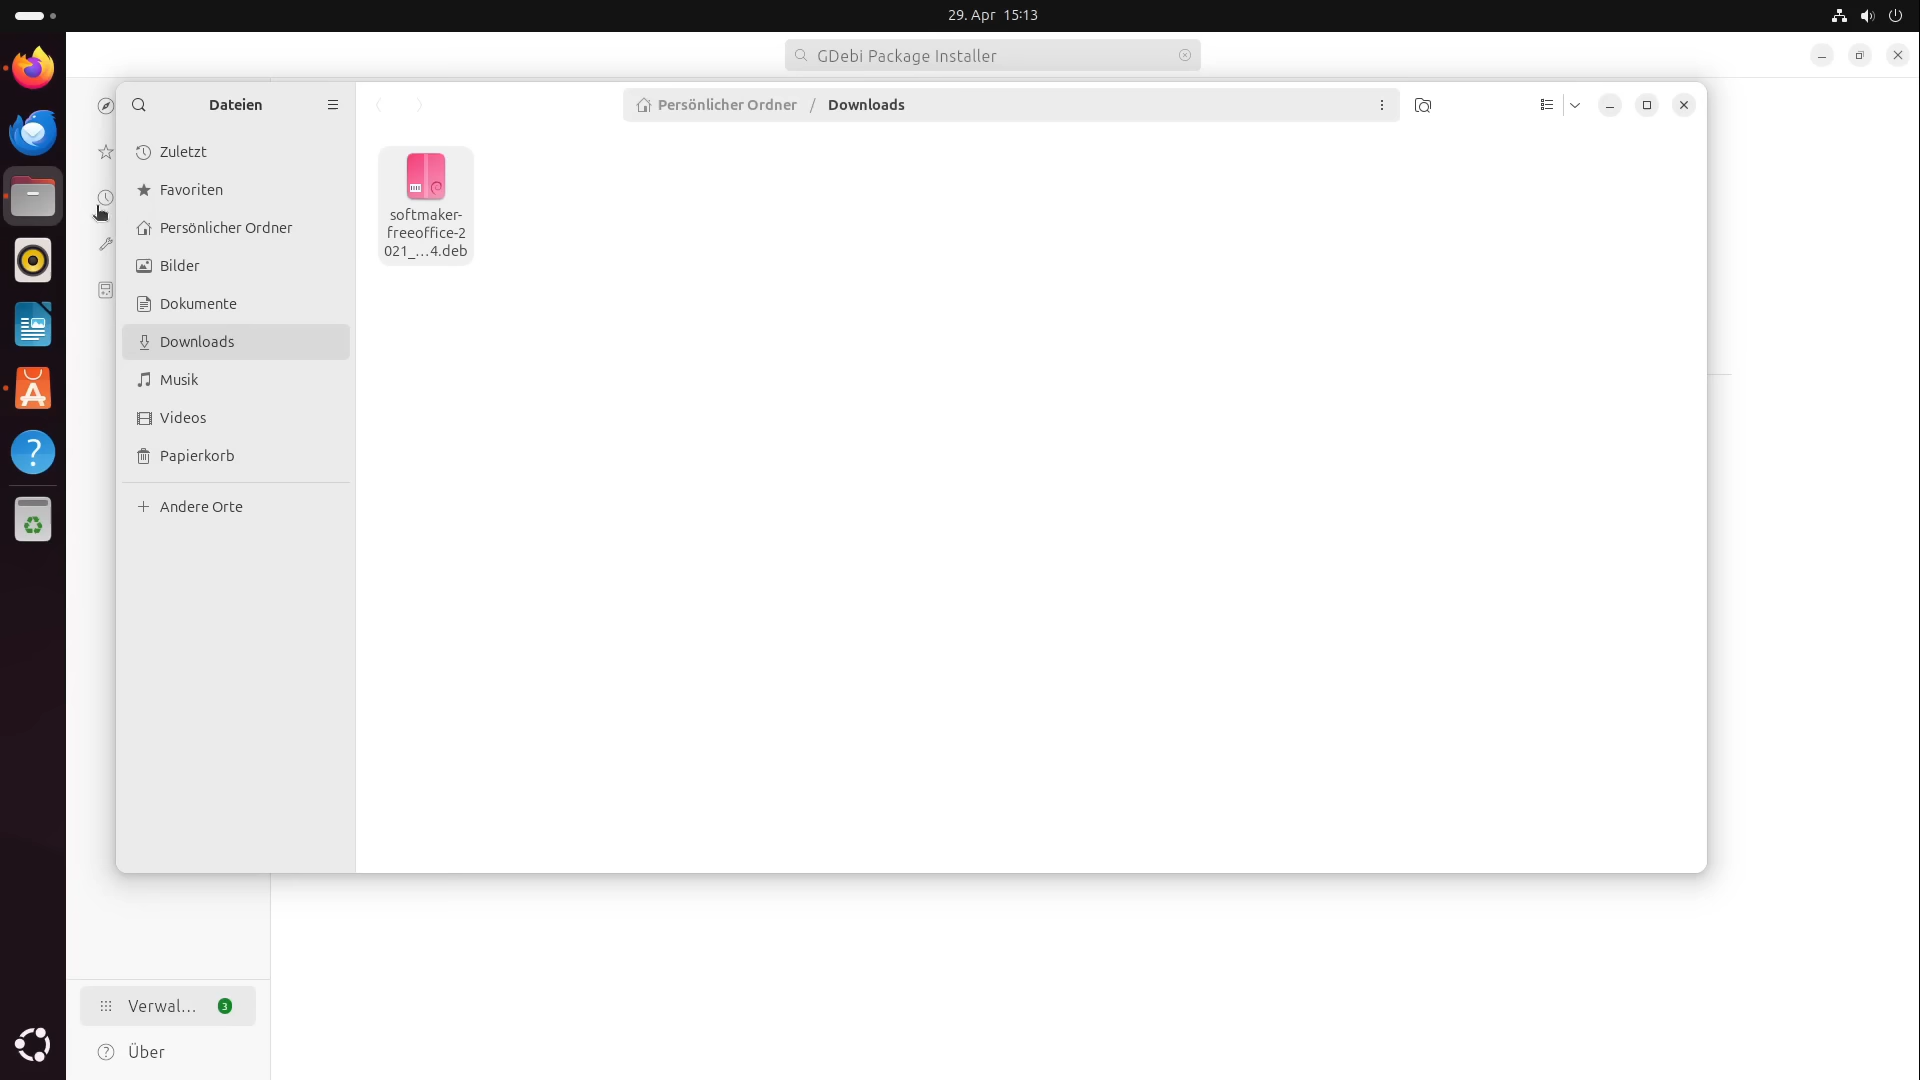 29. Apr 15:13
GDebi Package Installer
Dateien
Persönlicher Ordner / Downloads
Zuletzt
Favoriten
Persönlicher Ordner
Bilder
Dokumente
Downloads
Musik
Videos
Papierkorb
Andere Orte
softmaker-
freeoffice-2
021_...4.deb
Verwal... 3
Über